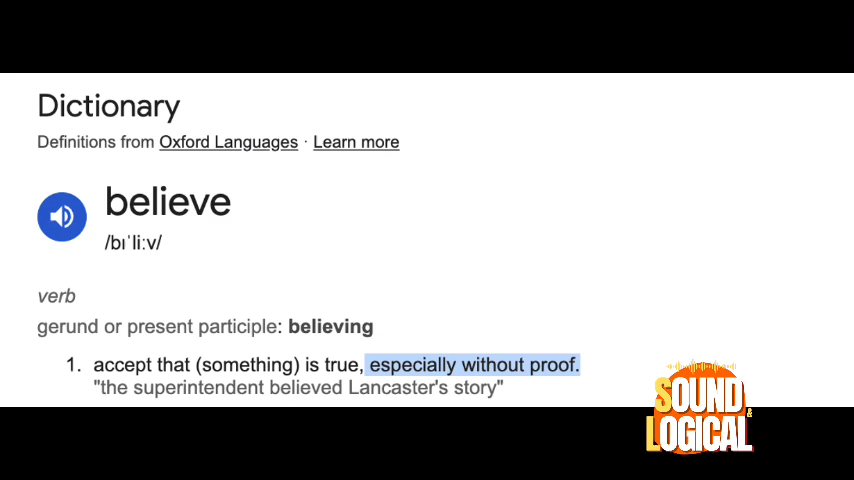 Dictionary
Definitions from Oxford Languages · Learn more
believe
/bɪˈliːv/
verb
gerund or present participle: believing
1. accept that (something) is true, especially without proof.
"the superintendent believed Lancaster's story"
SOUND &
LOGICAL